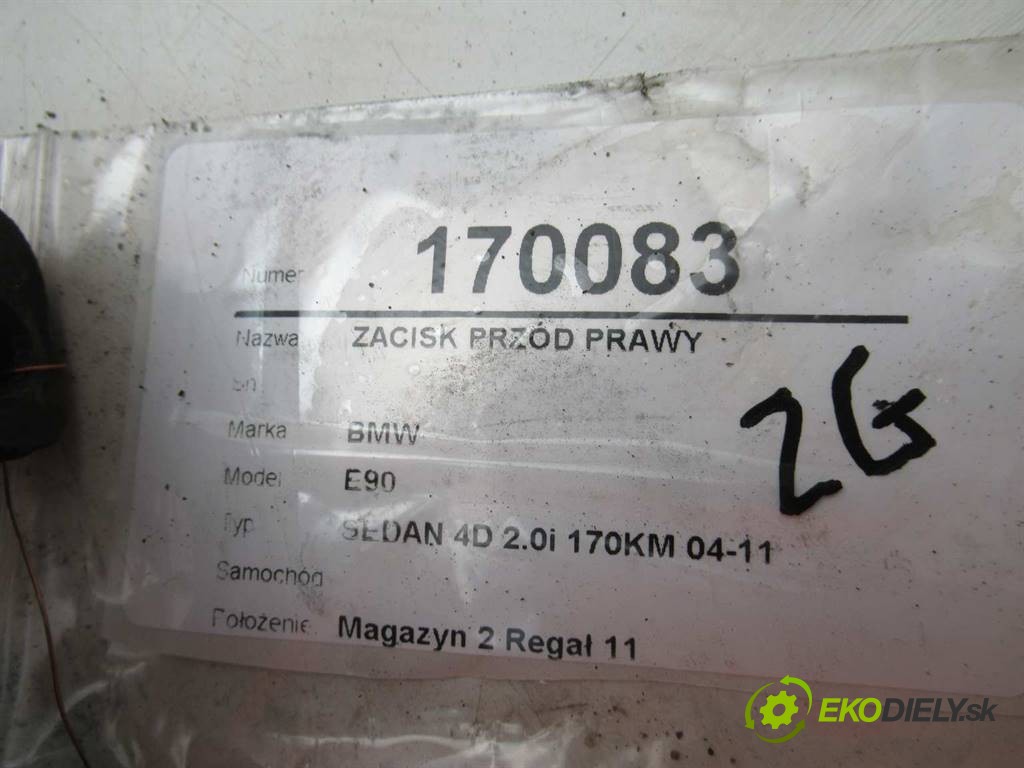 Numer 170083
Nazwa ZACISK PRZÓD PRAWY
Sn
Marka BMW
Model E90
Typ SEDAN 4D 2.0i 170KM 04-11
Samochód
Położenie Magazyn 2 Regał 11
2G
EKODIELY.sk